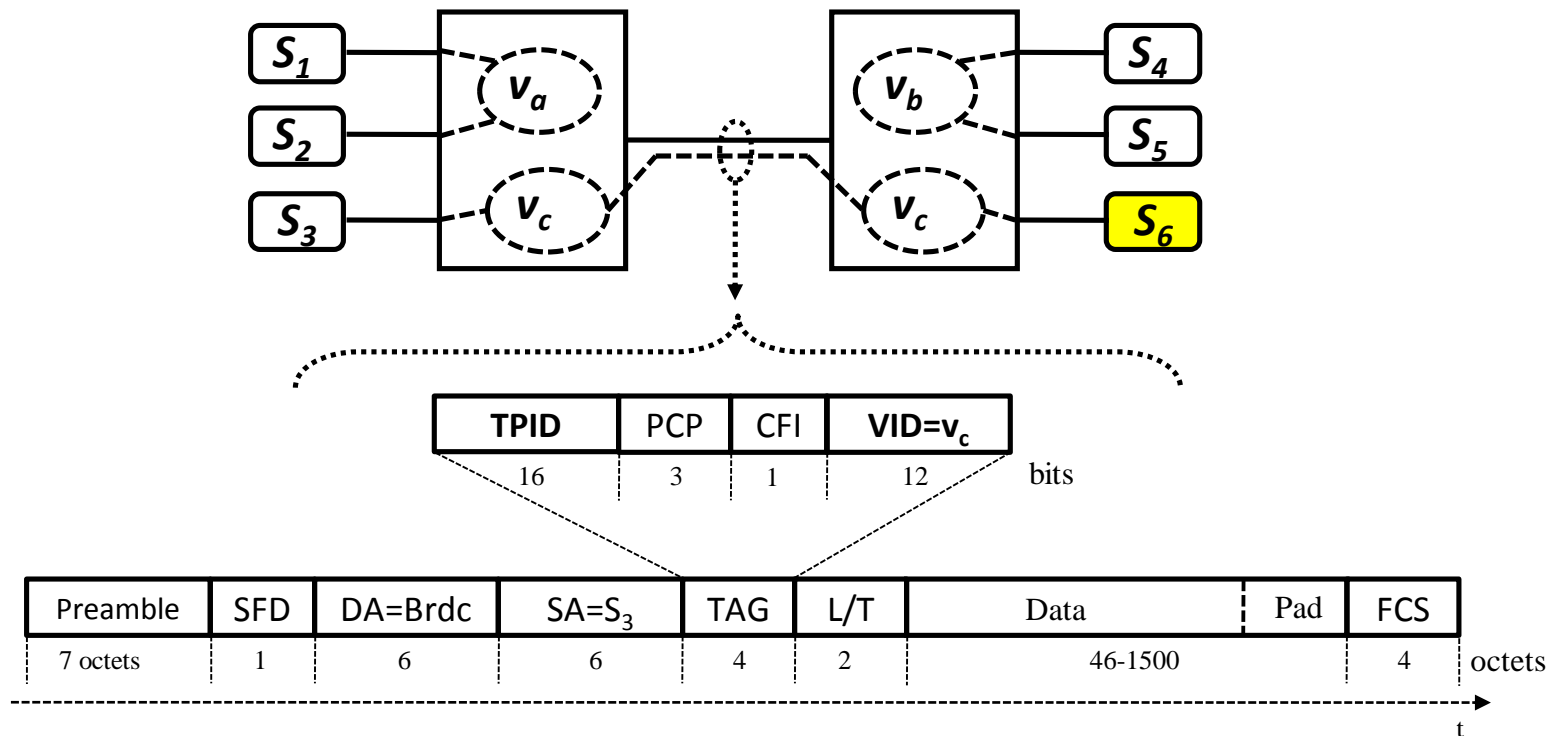 S1 S4
va vb
S2 S5
vc vc
S3 S6
TPID PCP CFI VID=vc
16 3 1 12 bits
Preamble SFD DA=Brdc SA=S3 TAG L/T Data Pad FCS
7 octets 1 6 6 4 2 46-1500 4 octets
t